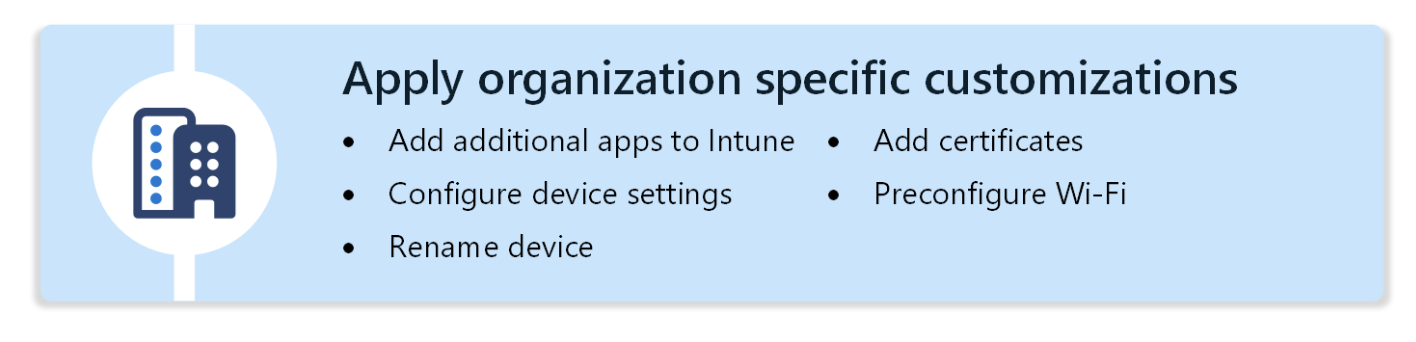 Apply organization specific customizations
• Add additional apps to Intune
• Configure device settings
• Rename device
• Add certificates
• Preconfigure Wi-Fi